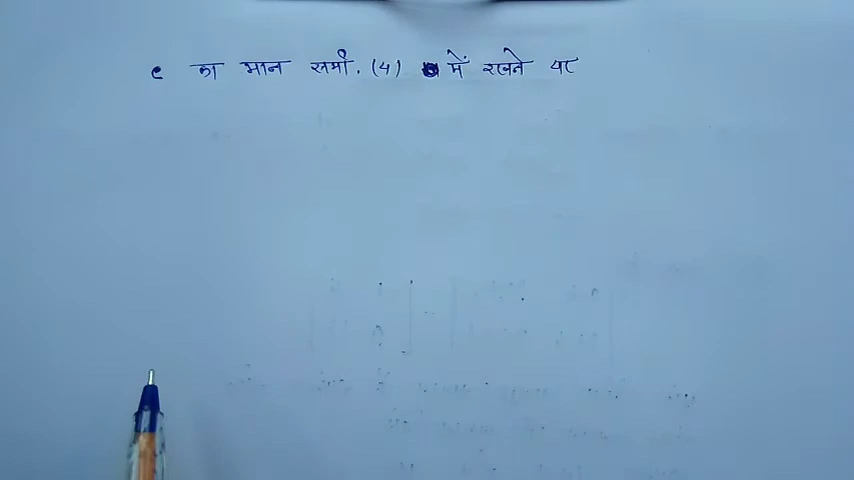 c का मान समी. (4) में रखने पर